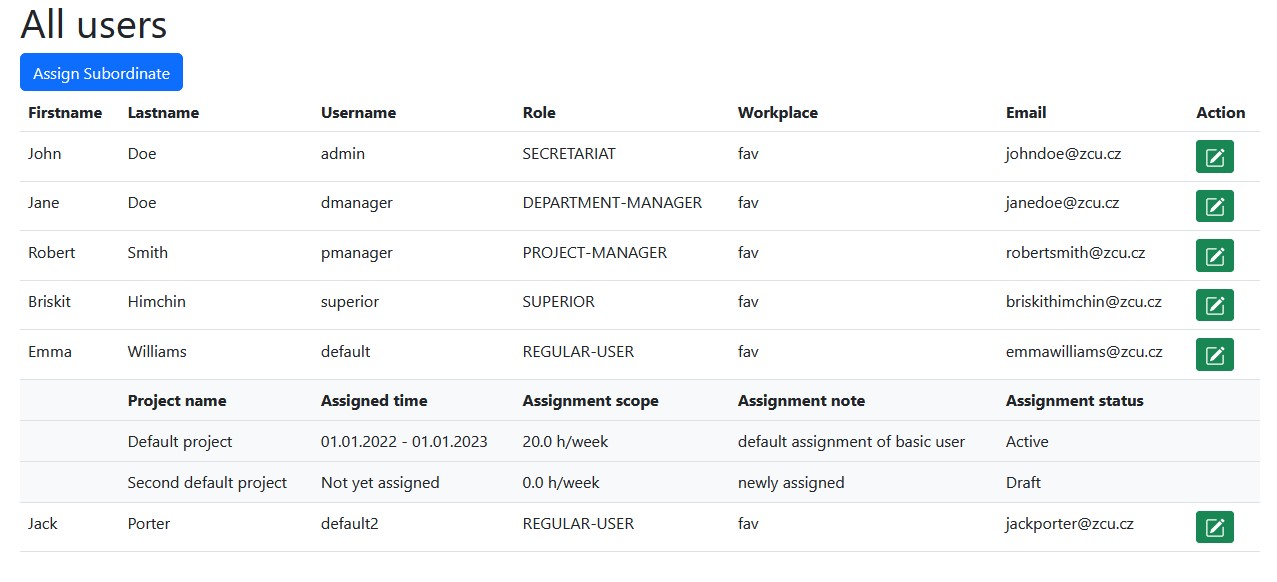 All users
Assign Subordinate
Firstname Lastname Username Role Workplace Email Action
John Doe admin SECRETARIAT fav johndoe@zcu.cz
Jane Doe dmanager DEPARTMENT-MANAGER fav janedoe@zcu.cz
Robert Smith pmanager PROJECT-MANAGER fav robertsmith@zcu.cz
Briskit Himchin superior SUPERIOR fav briskithimchin@zcu.cz
Emma Williams default REGULAR-USER fav emmawilliams@zcu.cz
Project name Assigned time Assignment scope Assignment note Assignment status
Default project 01.01.2022 - 01.01.2023 20.0 h/week default assignment of basic user Active
Second default project Not yet assigned 0.0 h/week newly assigned Draft
Jack Porter default2 REGULAR-USER fav jackporter@zcu.cz